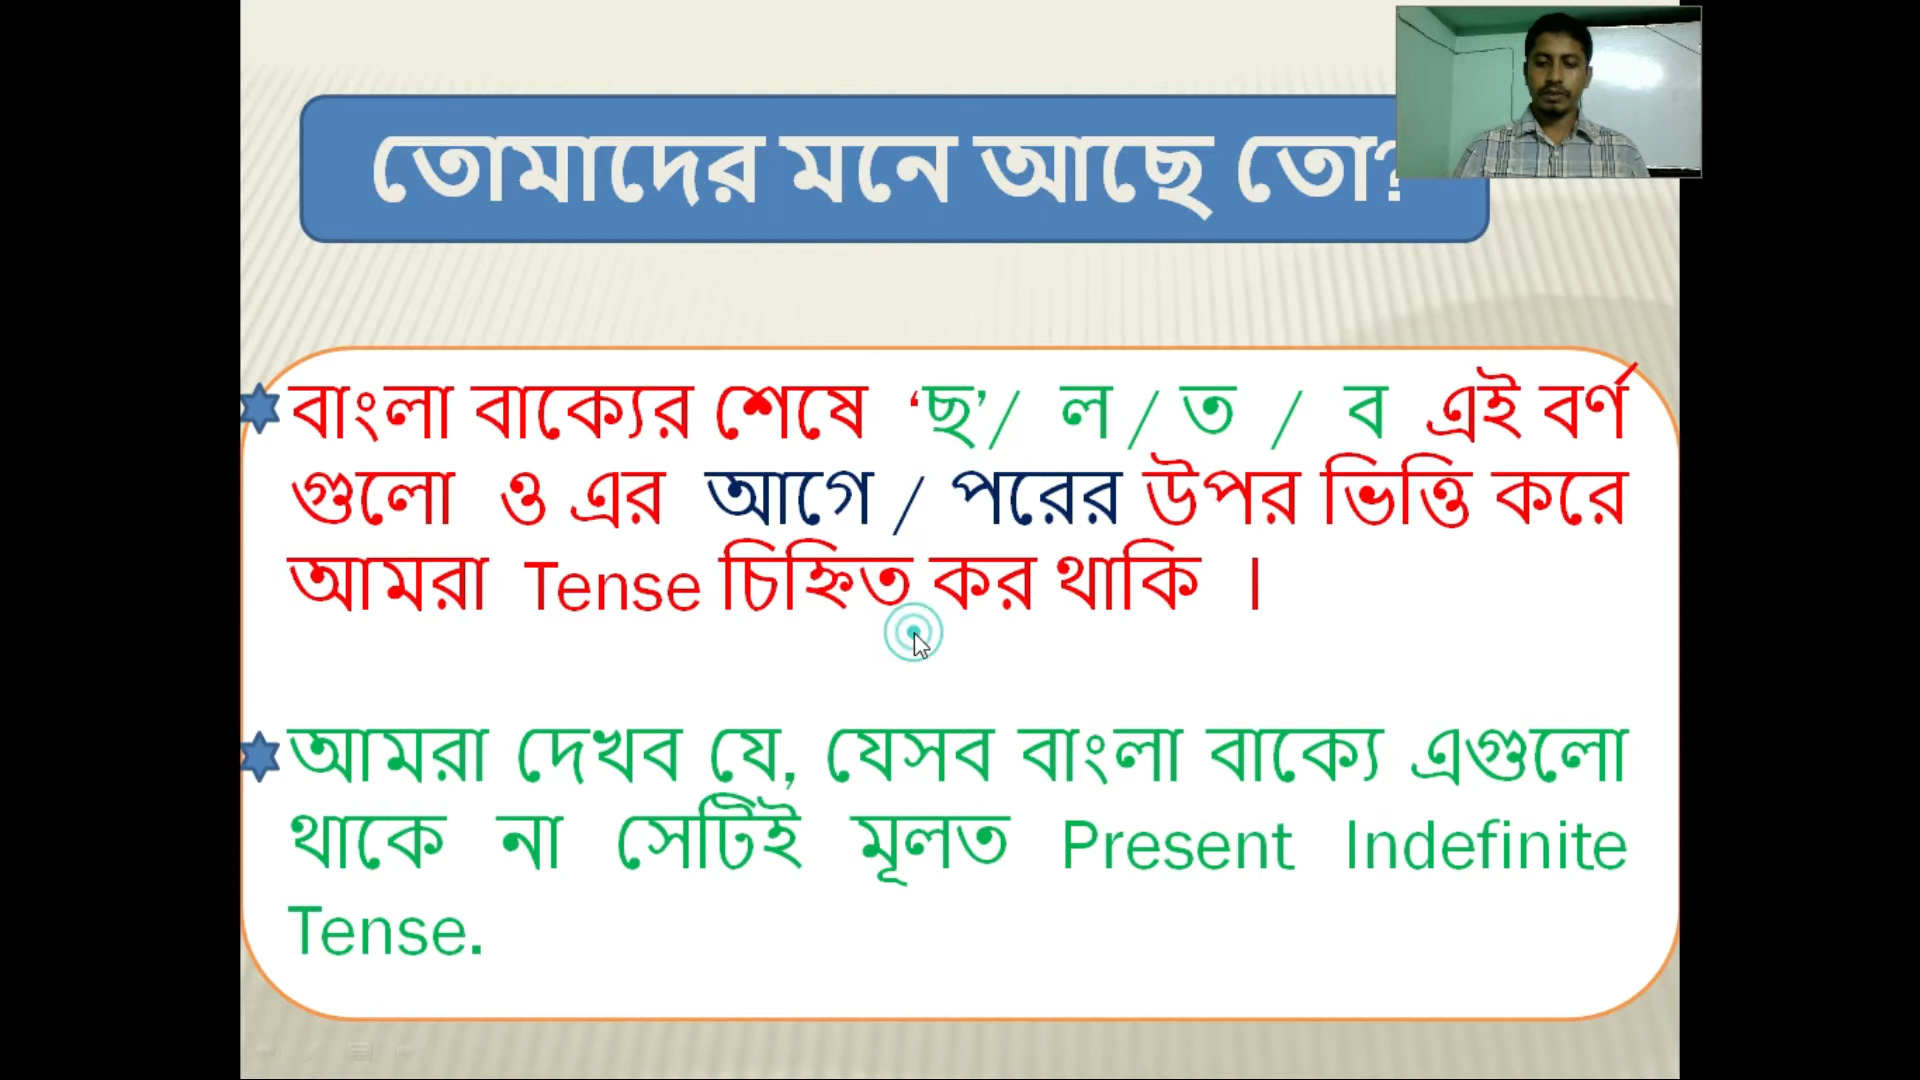 তোমাদের মনে আছে তো?
বাংলা বাক্যের শেষে ‘ছ’/ ল / ত / ব এই বর্ণ
গুলো ও এর আগে / পরের উপর ভিত্তি করে
আমরা Tense চিহ্নিত কর থাকি ।
আমরা দেখব যে, যেসব বাংলা বাক্যে এগুলো
থাকে না সেটিই মূলত Present Indefinite
Tense.